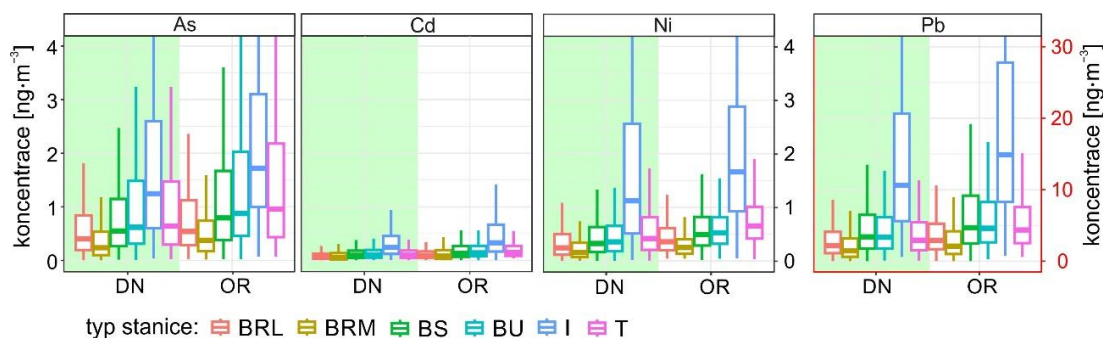 As
Cd
Ni
Pb
koncentrace [ng·m⁻³]
4
3
2
1
0
4
3
2
1
0
30
20
10
0
koncentrace [ng·m⁻³]
DN OR
DN OR
DN OR
DN OR
typ stanice: BRL BRM BS BU I T